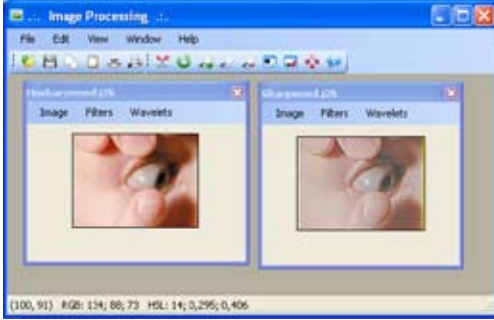 .:. Image Processing .:.
File Edit View Window Help
Sharpened.j2k
Image Filters Wavelets
Image Filters Wavelets
(100, 91) RGB: 134; 88; 73 HSL: 14; 0,295; 0,406